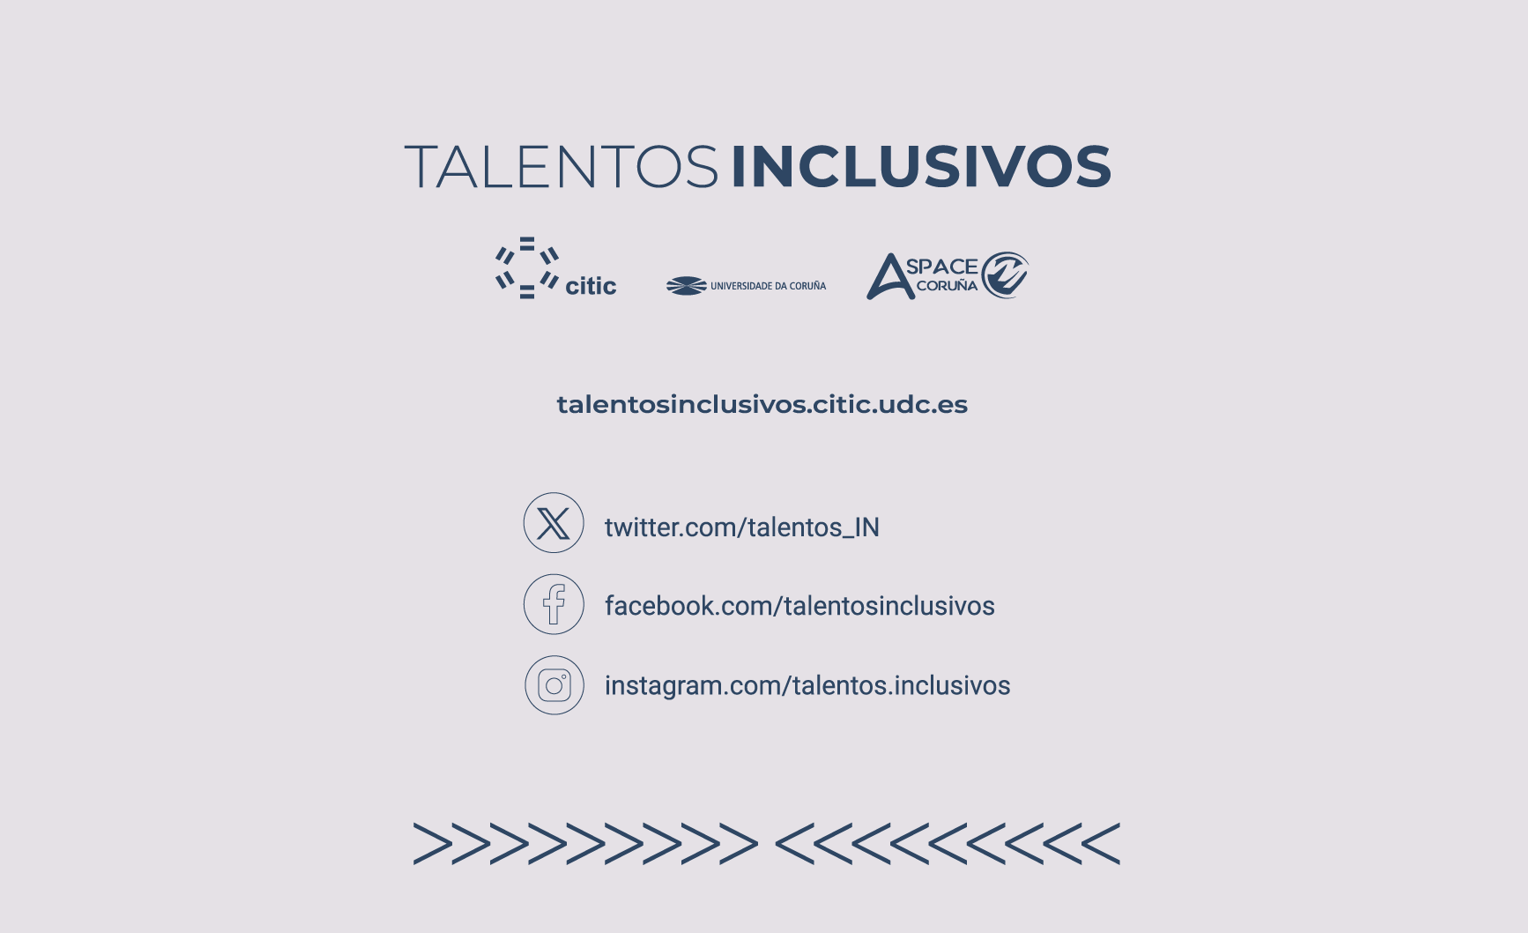 TALENTOS INCLUSIVOS
citic
UNIVERSIDADE DA CORUÑA
ASPACE
CORUÑA
talentosinclusivos.citic.udc.es
twitter.com/talentos_IN
facebook.com/talentosinclusivos
instagram.com/talentos.inclusivos